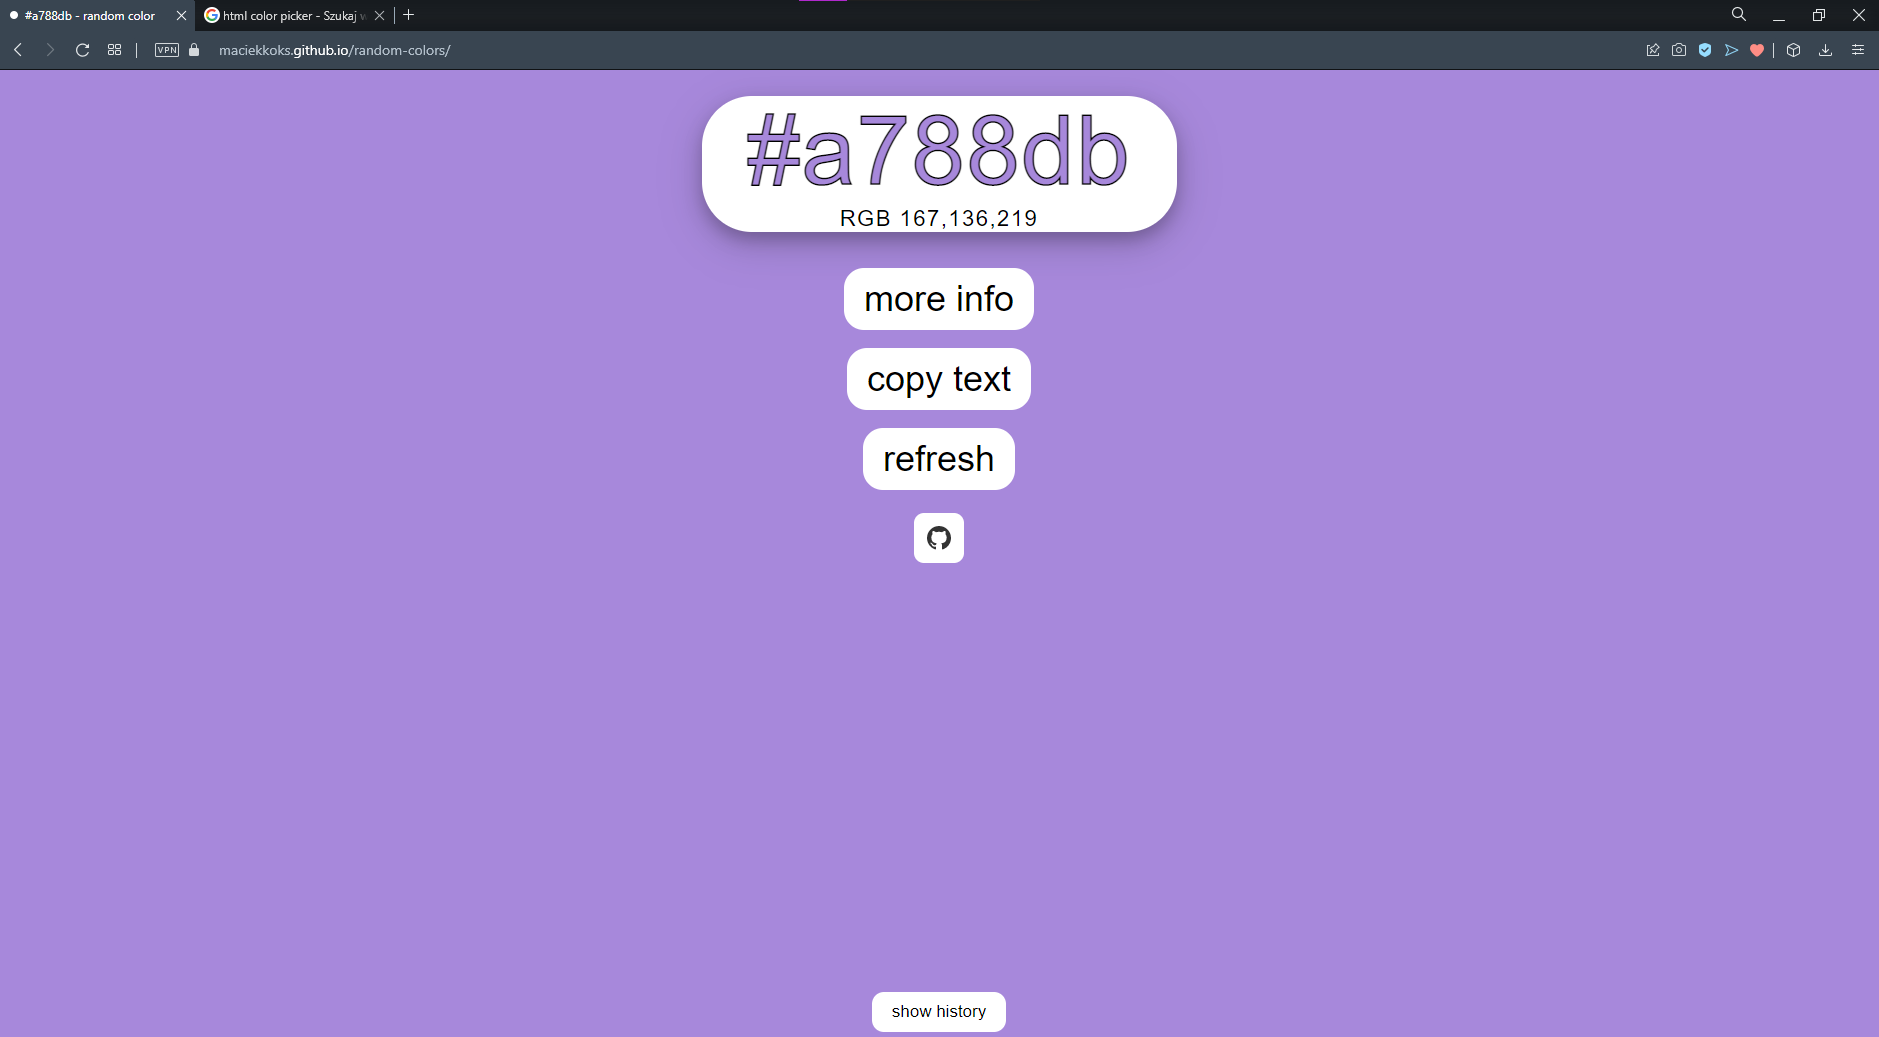 #a788db - random color
html color picker - Szukaj
VPN
maciekkoks.github.io/random-colors/
#a788db
RGB 167,136,219
more info
copy text
refresh
show history